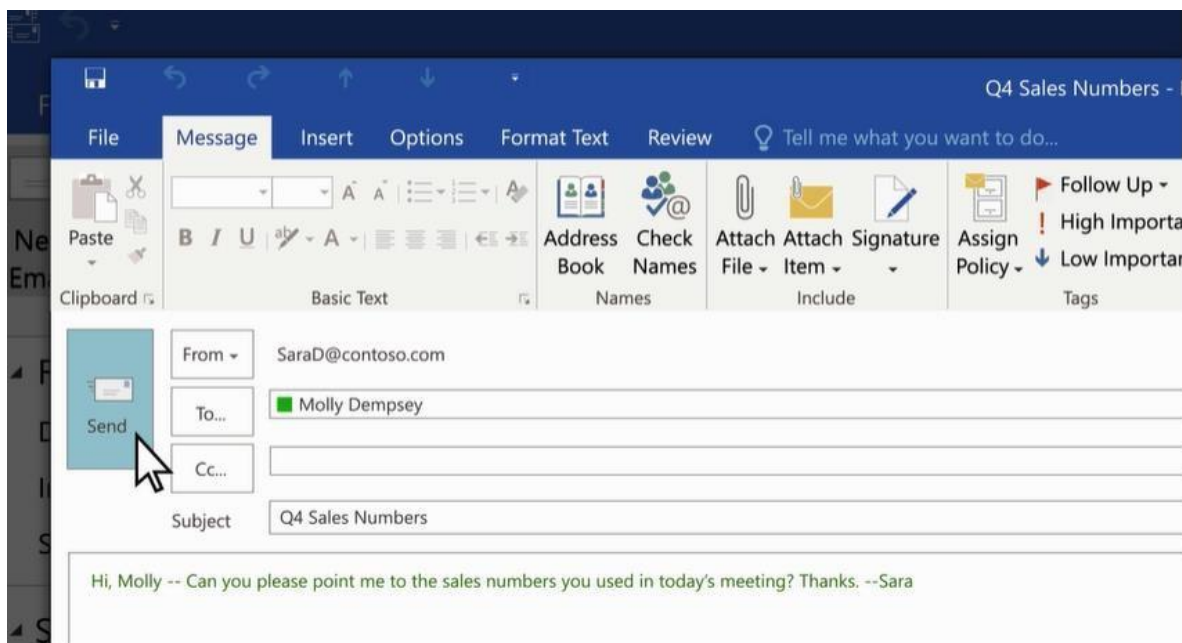 Q4 Sales Numbers -
File Message Insert Options Format Text Review Tell me what you want to do...
Follow Up
High Importa
Low Importan
Paste
B I U ab A
Address Book
Check Names
Attach File
Attach Item
Signature
Assign Policy
Clipboard Basic Text Names Include Tags
From SaraD@contoso.com
To... Molly Dempsey
Send
Cc...
Subject Q4 Sales Numbers
Hi, Molly -- Can you please point me to the sales numbers you used in today's meeting? Thanks. --Sara